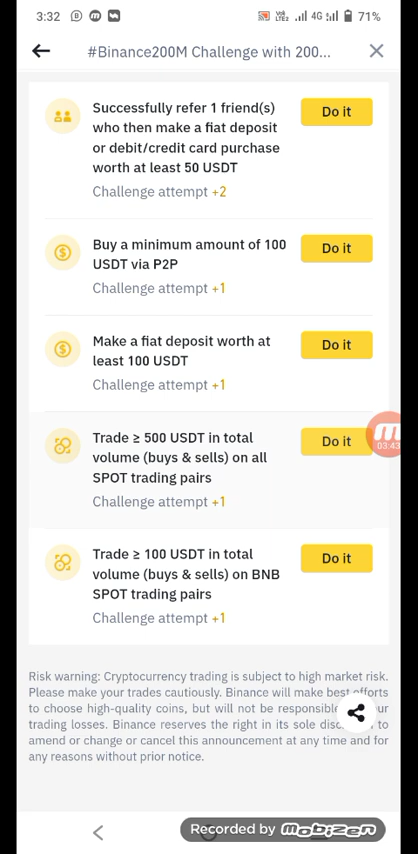 3:32
VoLTE2 4G 71%
#Binance200M Challenge with 200...
Successfully refer 1 friend(s)
who then make a fiat deposit
or debit/credit card purchase
worth at least 50 USDT
Do it
Challenge attempt +2
Buy a minimum amount of 100
USDT via P2P
Do it
Challenge attempt +1
Make a fiat deposit worth at
least 100 USDT
Do it
Challenge attempt +1
Trade ≥ 500 USDT in total
volume (buys & sells) on all
SPOT trading pairs
Do it
03:43
Challenge attempt +1
Trade ≥ 100 USDT in total
volume (buys & sells) on BNB
SPOT trading pairs
Do it
Challenge attempt +1
Risk warning: Cryptocurrency trading is subject to high market risk.
Please make your trades cautiously. Binance will make best efforts
to choose high-quality coins, but will not be responsible
trading losses. Binance reserves the right in its sole to
amend or change or cancel this announcement at any time and for
any reasons without prior notice.
Recorded by mobizen